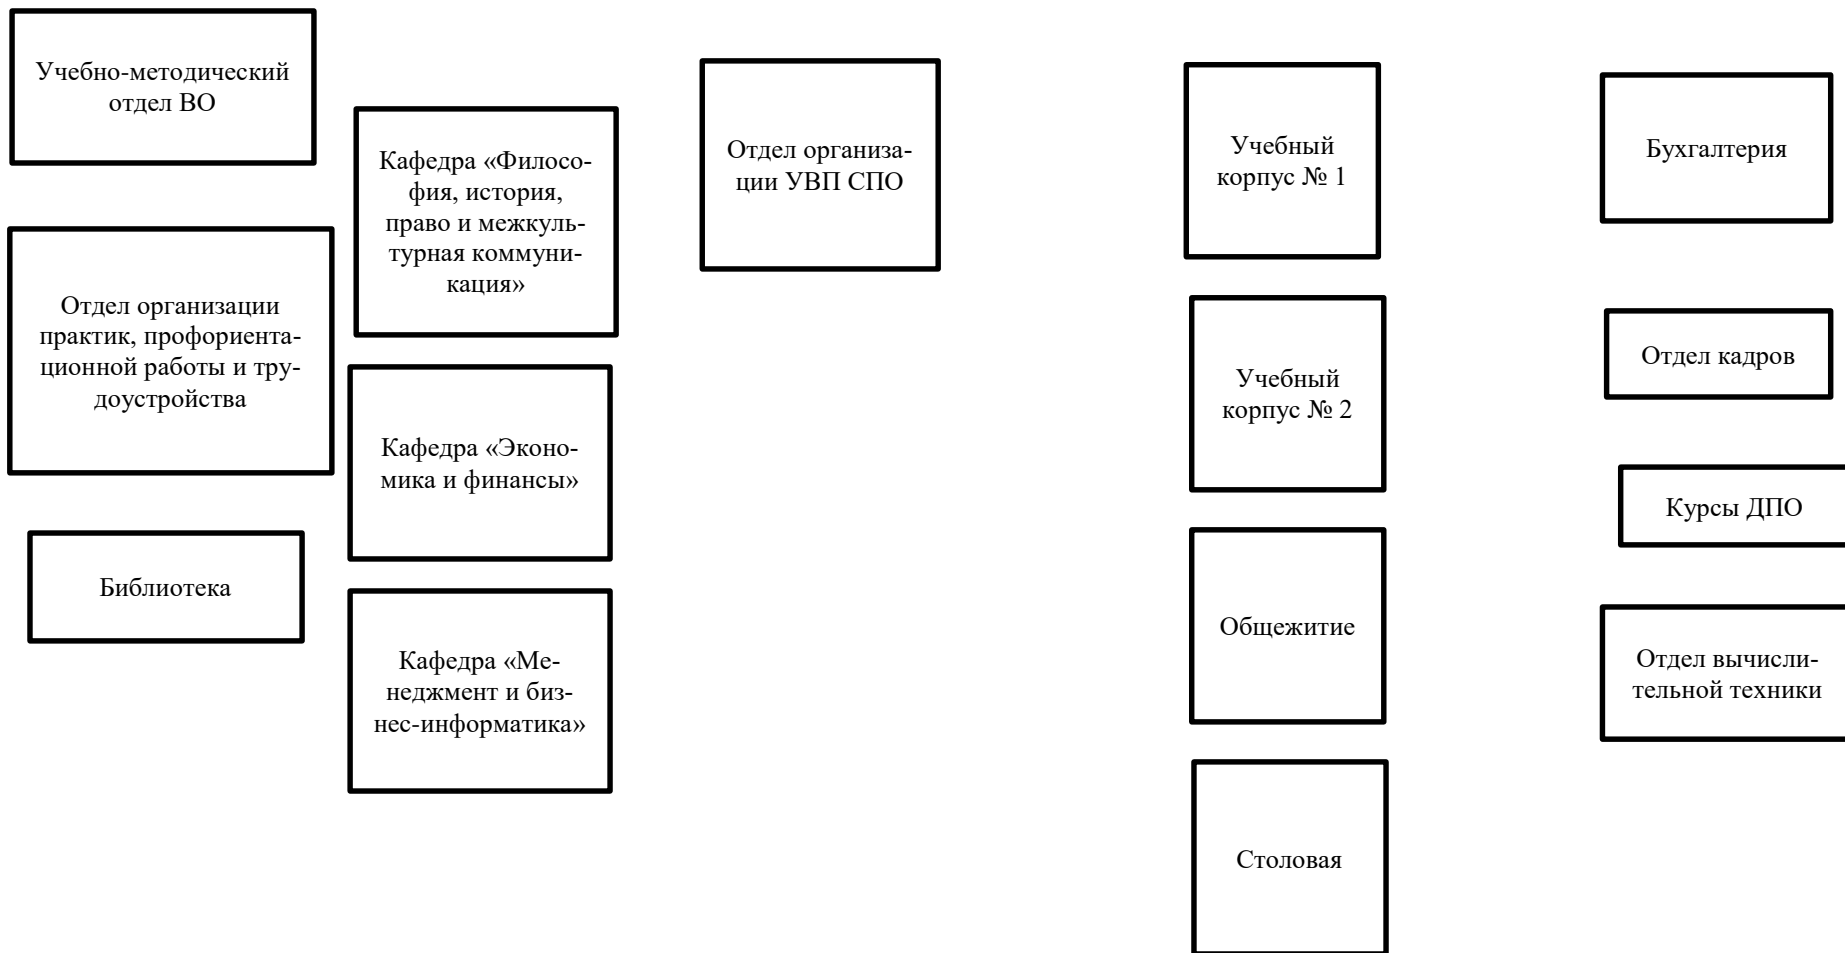 Учебно-методический
отдел ВО
Отдел организации
практик, профориента-
ционной работы и тру-
доустройства
Библиотека
Кафедра «Филосо-
фия, история,
право и межкуль-
турная коммуни-
кация»
Кафедра «Эконо-
мика и финансы»
Кафедра «Ме-
неджмент и биз-
нес-информатика»
Отдел организа-
ции УВП СПО
Учебный
корпус № 1
Учебный
корпус № 2
Общежитие
Столовая
Бухгалтерия
Отдел кадров
Курсы ДПО
Отдел вычисли-
тельной техники